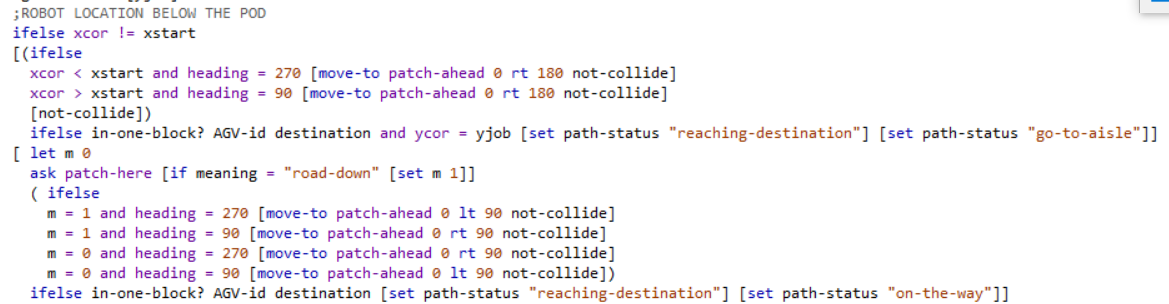 ;ROBOT LOCATION BELOW THE POD
ifelse xcor != xstart
[(ifelse
xcor < xstart and heading = 270 [move-to patch-ahead 0 rt 180 not-collide]
xcor > xstart and heading = 90 [move-to patch-ahead 0 rt 180 not-collide]
[not-collide])
ifelse in-one-block? AGV-id destination and ycor = yjob [set path-status "reaching-destination"] [set path-status "go-to-aisle"]]
[ let m 0
ask patch-here [if meaning = "road-down" [set m 1]]
( ifelse
m = 1 and heading = 270 [move-to patch-ahead 0 lt 90 not-collide]
m = 1 and heading = 90 [move-to patch-ahead 0 rt 90 not-collide]
m = 0 and heading = 270 [move-to patch-ahead 0 rt 90 not-collide]
m = 0 and heading = 90 [move-to patch-ahead 0 lt 90 not-collide])
ifelse in-one-block? AGV-id destination [set path-status "reaching-destination"] [set path-status "on-the-way"]]